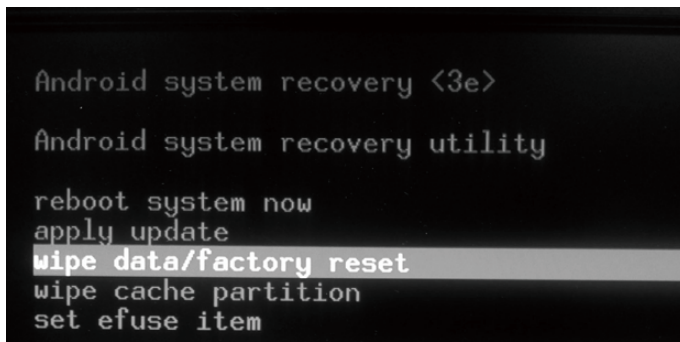 Android system recovery <3e>
Android system recovery utility
reboot system now
apply update
wipe data/factory reset
wipe cache partition
set efuse item